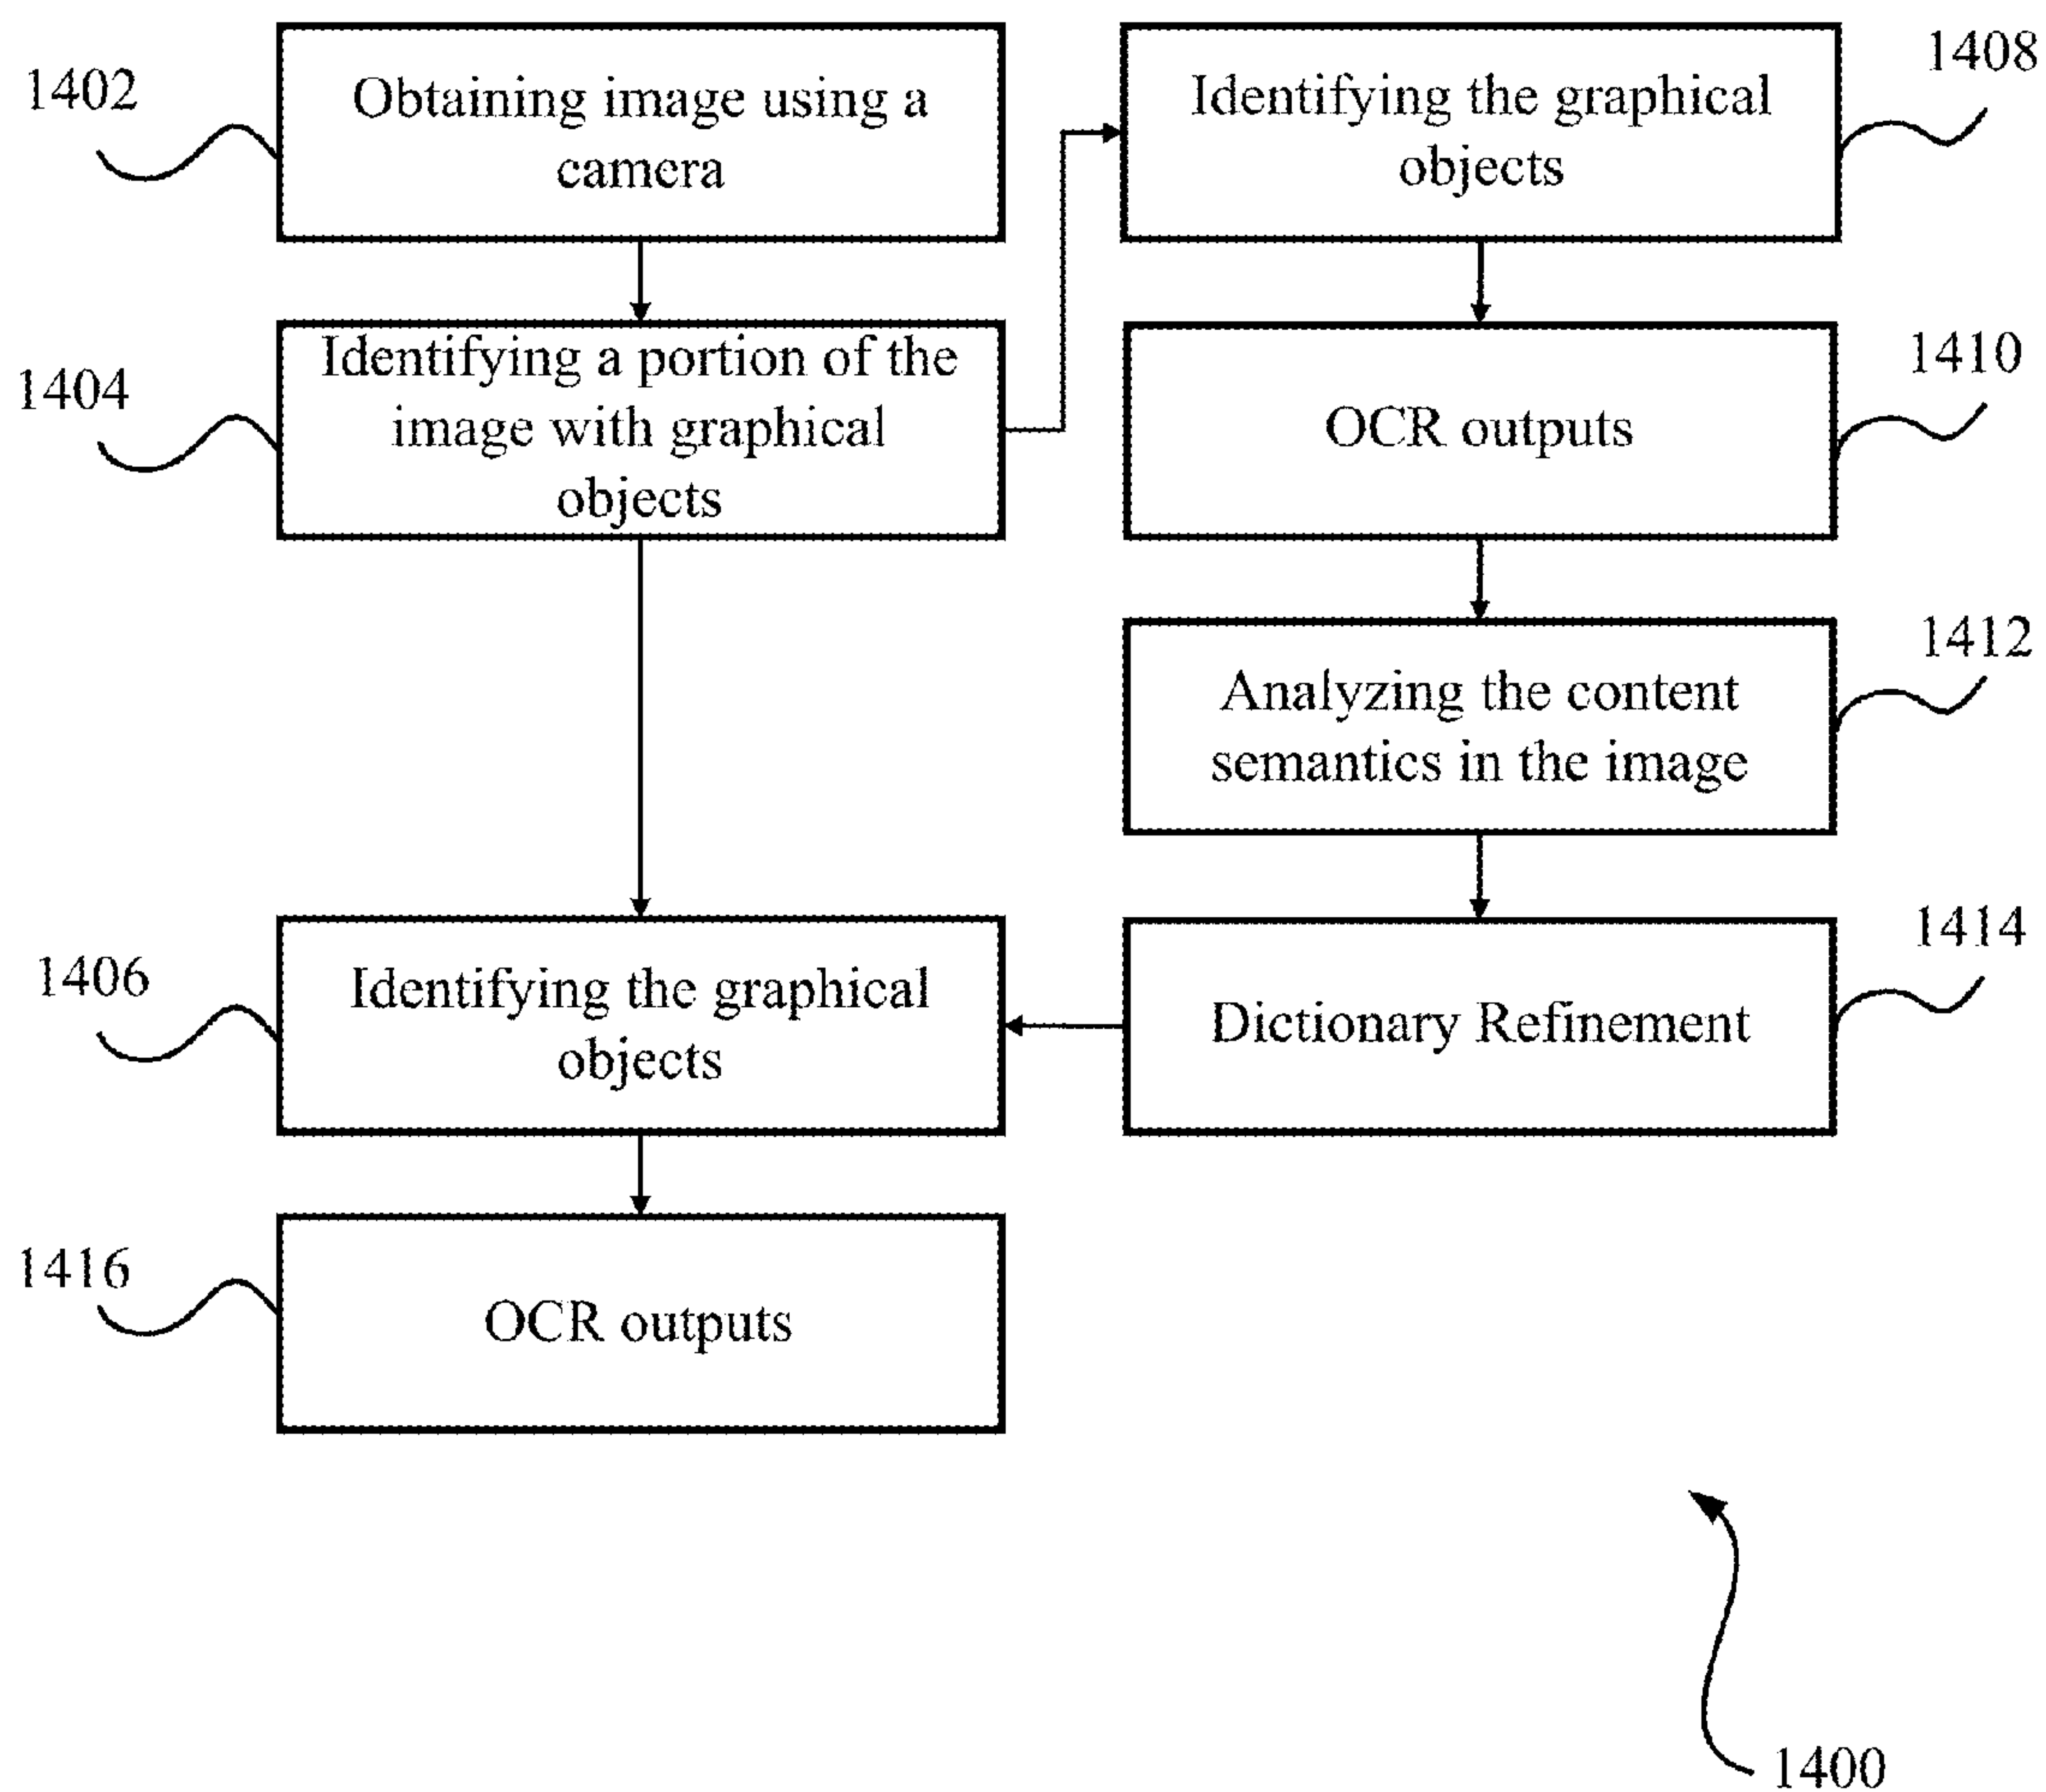 1402
Obtaining image using a
camera
1404
Identifying a portion of the
image with graphical
objects
1406
Identifying the graphical
objects
1416
OCR outputs
1408
Identifying the graphical
objects
1410
OCR outputs
1412
Analyzing the content
semantics in the image
1414
Dictionary Refinement
1400